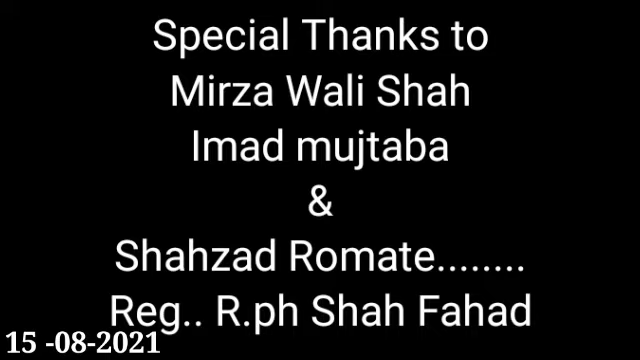 Special Thanks to
Mirza Wali Shah
Imad mujtaba
&
Shahzad Romate........
Reg.. R.ph Shah Fahad
15 -08-2021